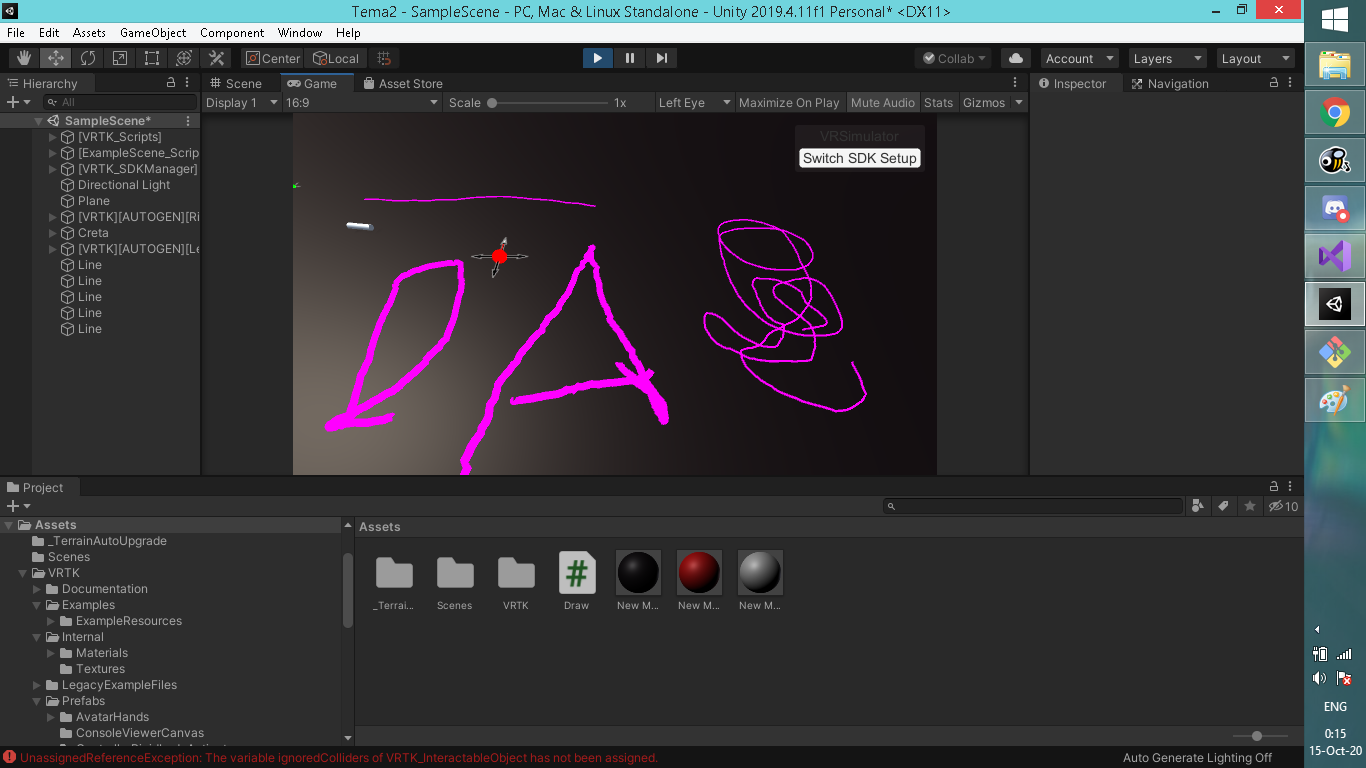 Tema2 - SampleScene - PC, Mac & Linux Standalone - Unity 2019.4.11f1 Personal* <DX11>
File Edit Assets GameObject Component Window Help
Center Local Collab Account Layers Layout
Hierarchy Scene Game Asset Store Inspector Navigation
All Display 1 16:9 Scale 1x Left Eye Maximize On Play Mute Audio Stats Gizmos
SampleScene*
[VRTK_Scripts]
[ExampleScene_Scrip
[VRTK_SDKManager]
Directional Light
Plane
[VRTK][AUTOGEN][Ri
Creta
[VRTK][AUTOGEN][Le
Line
Line
Line
Line
Line
VRSimulator
Switch SDK Setup
A
Project
10
Assets
_TerrainAutoUpgrade
Scenes
VRTK
Documentation
Examples
ExampleResources
Internal
Materials
Textures
LegacyExampleFiles
Prefabs
AvatarHands
ConsoleViewerCanvas
Assets
_Terrai... Scenes VRTK Draw New M... New M... New M...
UnassignedReferenceException: The variable ignoredColliders of VRTK_InteractableObject has not been assigned.
Auto Generate Lighting Off
ENG
0:15
15-Oct-20